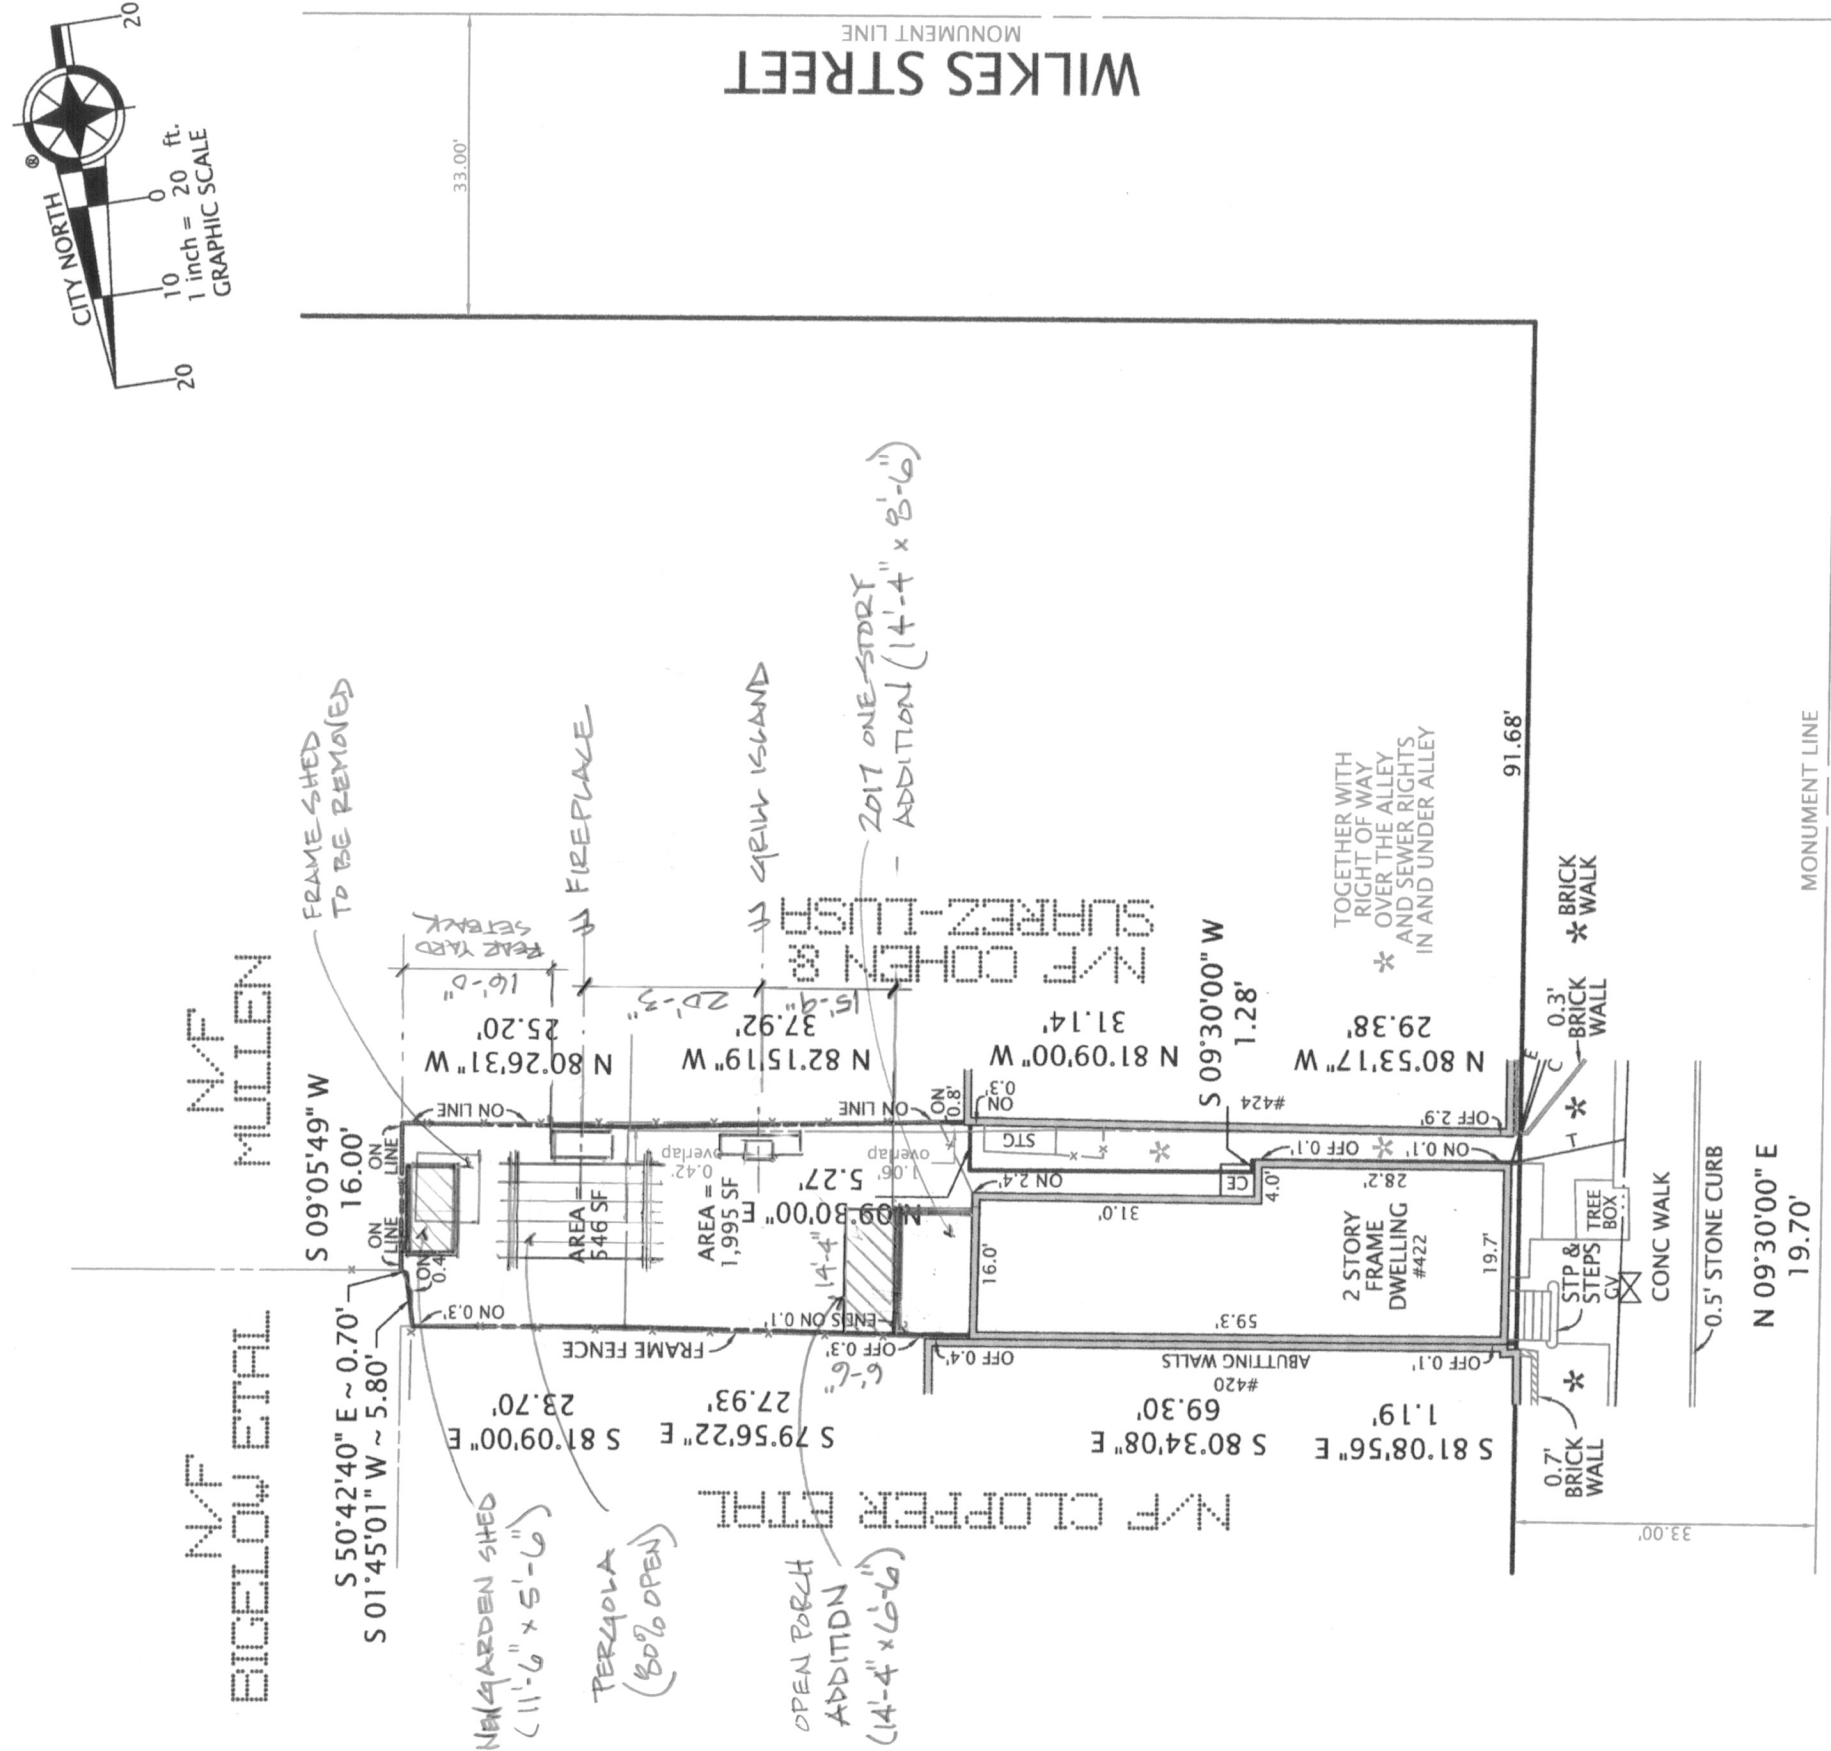 CITY NORTH
®
20
10
0
20
1 inch = 20 ft.
GRAPHIC SCALE
MONUMENT LINE
WILKES STREET
33.00'
FRAME SHED
TO BE REMOVED
FIREPLACE
GRILL ISLAND
2017 ONE-STORY
ADDITION (14'-4" x 8'-6")
N/F
MULLEN
N/F
BIGELOW ETAL
N/F COHEN &
SUAREZ-LUSA
N/F CLOFFER ETAL
REAR YARD
SETBACK
16'-0"
20'-3"
15'-9"
S 09°05'49" W
16.00'
S 50°42'40" E ~ 0.70'
S 01°45'01" W ~ 5.80'
N 80°26'31" W
25.20'
N 82°15'19" W
37.92'
N 81°09'00" W
31.14'
S 09°30'00" W
1.28'
N 80°53'17" W
29.38'
TOGETHER WITH
RIGHT OF WAY
* OVER THE ALLEY
AND SEWER RIGHTS
IN AND UNDER ALLEY
91.68'
MONUMENT LINE
ON
LINE
ON
LINE
ON LINE
ON LINE
ON
0.4'
ON 0.3'
AREA =
546 SF
AREA =
1,995 SF
0.42'
overlap
1.06'
overlap
N 09°30'00" E
5.27'
ON
0.8'
ON
0.3'
STG
#424
OFF 2.9'
ON 2.4'
CE
4.0'
OFF 0.1'
ON 0.1'
31.0'
28.2'
16.0'
14'-4"
6'-6"
ENDS ON 0.1'
OFF 0.3'
OFF 0.4'
FRAME FENCE
2 STORY
FRAME
DWELLING
#422
19.7'
59.3'
ABUTTING WALLS
#420
OFF 0.1'
S 81°09'00" E
23.70'
S 79°56'22" E
27.93'
S 80°34'08" E
69.30'
S 81°08'56" E
1.19'
NEW GARDEN SHED
(11'-6" x 5'-6")
PERGOLA
(80% OPEN)
OPEN PORCH
ADDITION
(14'-4" x 6'-6")
0.7'
BRICK
WALL
*
STP &
STEPS
GV
TREE
BOX
CONC WALK
0.5' STONE CURB
N 09°30'00" E
19.70'
0.3'
BRICK
WALL
* BRICK
WALK
E
C
T
33.00'